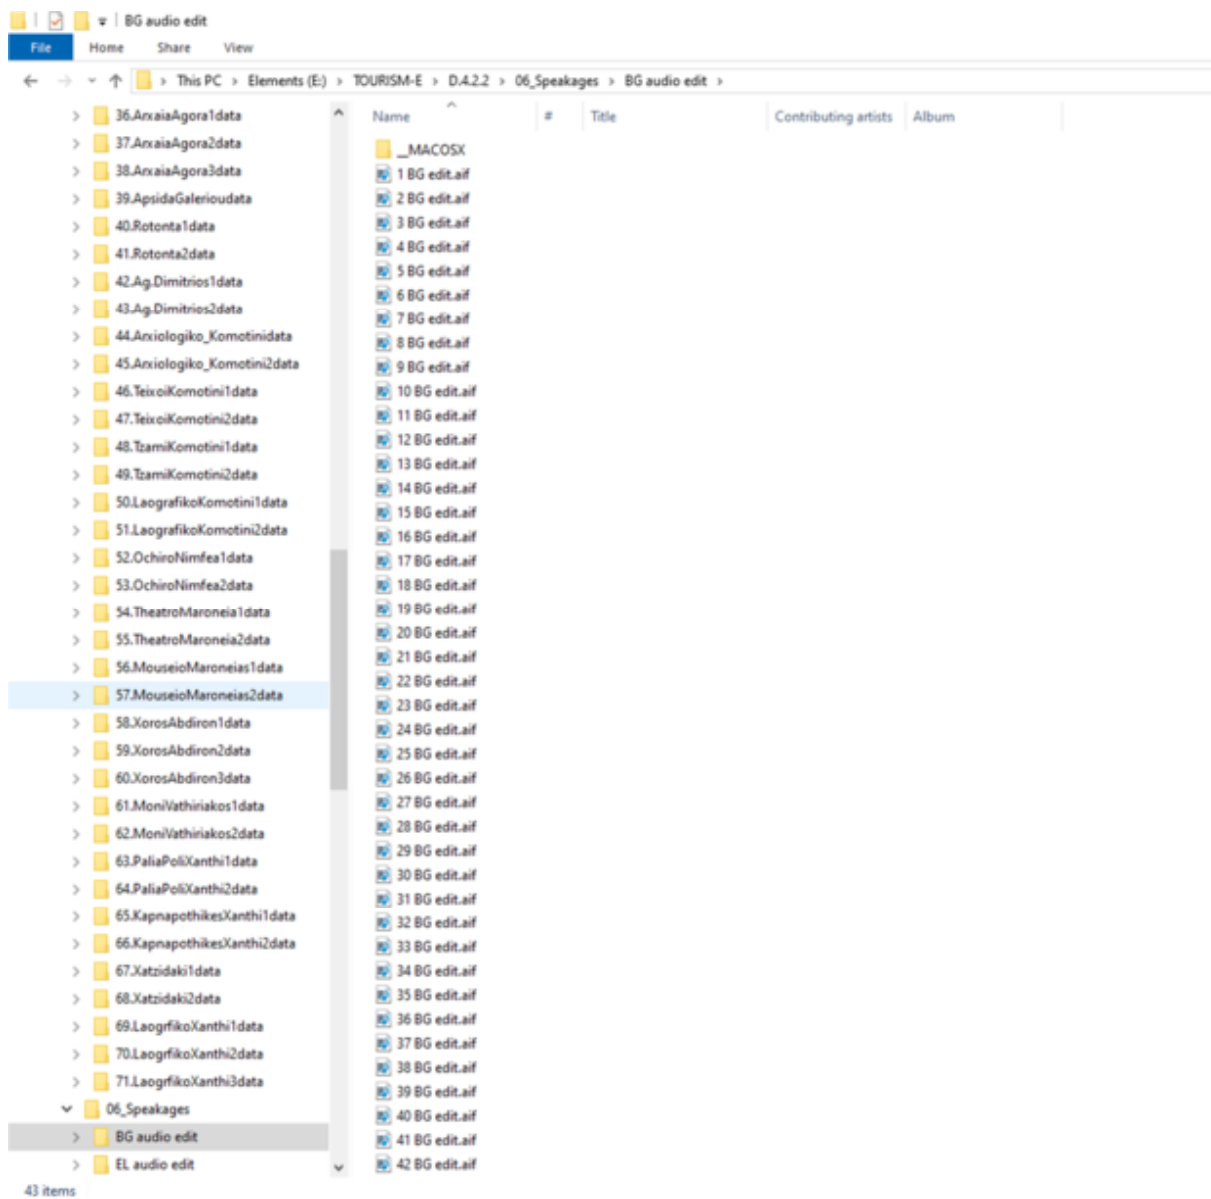 BG audio edit
File Home Share View
This PC > Elements (E:) > TOURISM-E > D.4.2.2 > 06_Speakages > BG audio edit >
Name # Title Contributing artists Album
36.ArxaiaAgora1data
37.ArxaiaAgora2data
38.ArxaiaAgora3data
39.ApsidaGalerioudata
40.Rotonta1data
41.Rotonta2data
42.Ag.Dimitrios1data
43.Ag.Dimitrios2data
44.Arxiologiko_Komotinidata
45.Arxiologiko_Komotini2data
46.TeixoiKomotini1data
47.TeixoiKomotini2data
48.TzamiKomotini1data
49.TzamiKomotini2data
50.LaografikoKomotini1data
51.LaografikoKomotini2data
52.OchiroNimfea1data
53.OchiroNimfea2data
54.TheatroMaroneia1data
55.TheatroMaroneia2data
56.MouseioMaroneias1data
57.MouseioMaroneias2data
58.XorosAbdiron1data
59.XorosAbdiron2data
60.XorosAbdiron3data
61.MoniVathiriakos1data
62.MoniVathiriakos2data
63.PaliaPoliXanthi1data
64.PaliaPoliXanthi2data
65.KapnapothikesXanthi1data
66.KapnapothikesXanthi2data
67.Xatzidaki1data
68.Xatzidaki2data
69.LaogrfikoXanthi1data
70.LaogrfikoXanthi2data
71.LaogrfikoXanthi3data
06_Speakages
BG audio edit
EL audio edit
__MACOSX
1 BG edit.aif
2 BG edit.aif
3 BG edit.aif
4 BG edit.aif
5 BG edit.aif
6 BG edit.aif
7 BG edit.aif
8 BG edit.aif
9 BG edit.aif
10 BG edit.aif
11 BG edit.aif
12 BG edit.aif
13 BG edit.aif
14 BG edit.aif
15 BG edit.aif
16 BG edit.aif
17 BG edit.aif
18 BG edit.aif
19 BG edit.aif
20 BG edit.aif
21 BG edit.aif
22 BG edit.aif
23 BG edit.aif
24 BG edit.aif
25 BG edit.aif
26 BG edit.aif
27 BG edit.aif
28 BG edit.aif
29 BG edit.aif
30 BG edit.aif
31 BG edit.aif
32 BG edit.aif
33 BG edit.aif
34 BG edit.aif
35 BG edit.aif
36 BG edit.aif
37 BG edit.aif
38 BG edit.aif
39 BG edit.aif
40 BG edit.aif
41 BG edit.aif
42 BG edit.aif
43 items